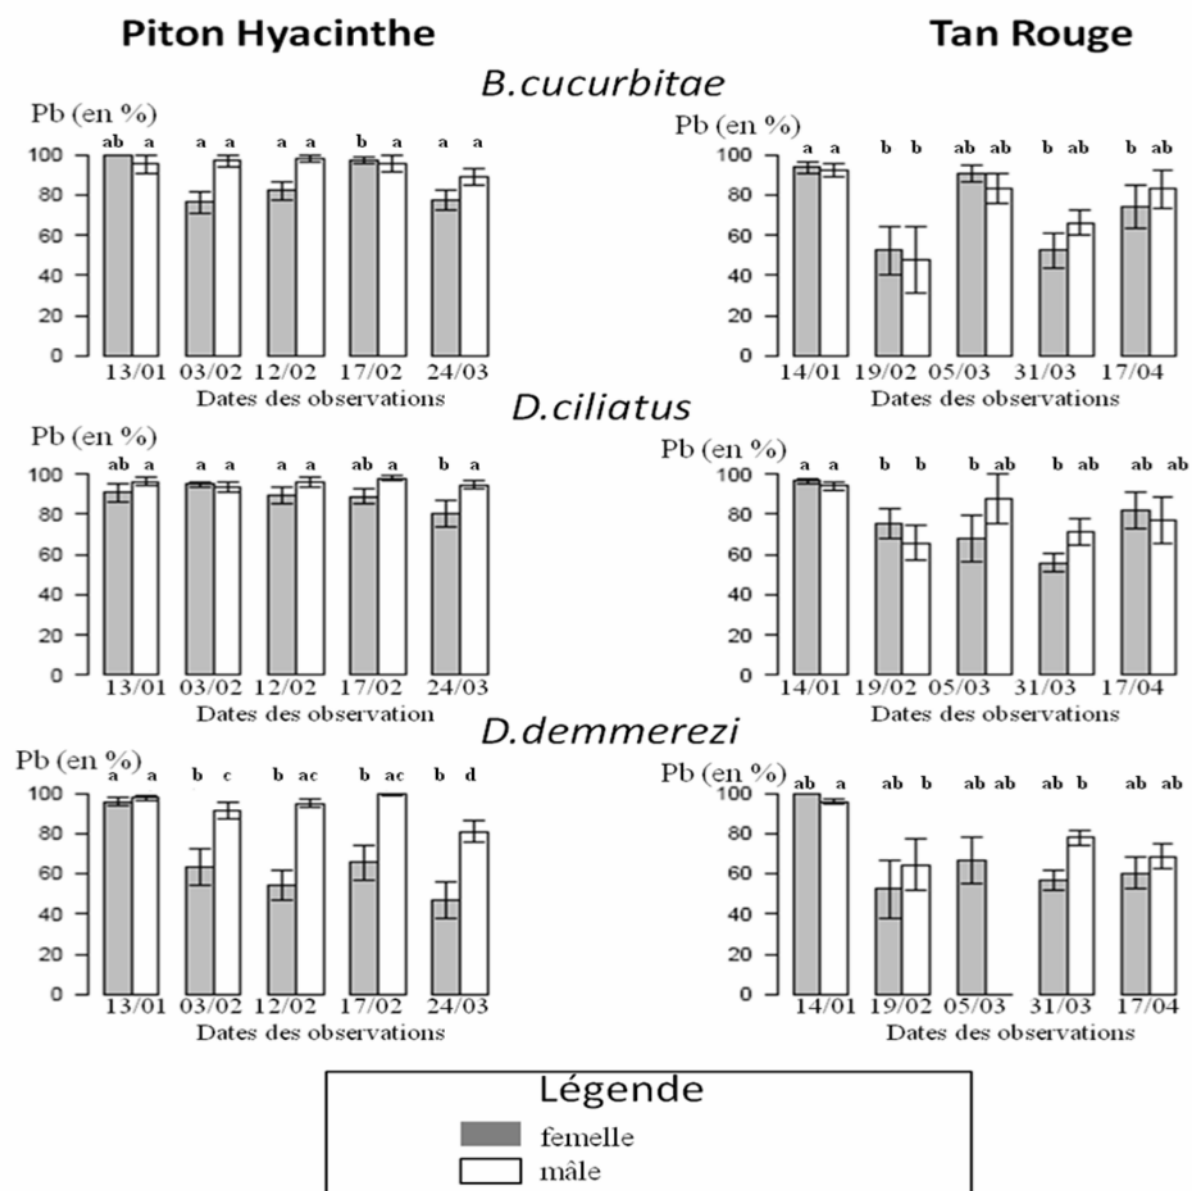 Piton Hyacinthe Tan Rouge
B.cucurbitae
Pb (en %) Pb (en %)
ab a a a a a b a a a
a a b b ab ab b ab b ab
100 100
80 80
60 60
40 40
20 20
0 0
13/01 03/02 12/02 17/02 24/03 14/01 19/02 05/03 31/03 17/04
Dates des observations Dates des observations
D.ciliatus
Pb (en %) Pb (en %)
ab a a a a a ab a b a a a b b b ab b ab ab ab
100 100
80 80
60 60
40 40
20 20
0 0
13/01 03/02 12/02 17/02 24/03 14/01 19/02 05/03 31/03 17/04
Dates des observation Dates des observations
D.demmerezi
Pb (en %) Pb (en %)
a a b c b ac b ac b d ab a ab b ab ab ab b ab ab
100 100
80 80
60 60
40 40
20 20
0 0
13/01 03/02 12/02 17/02 24/03 14/01 19/02 05/03 31/03 17/04
Dates des observations Dates des observations
Légende
femelle
mâle